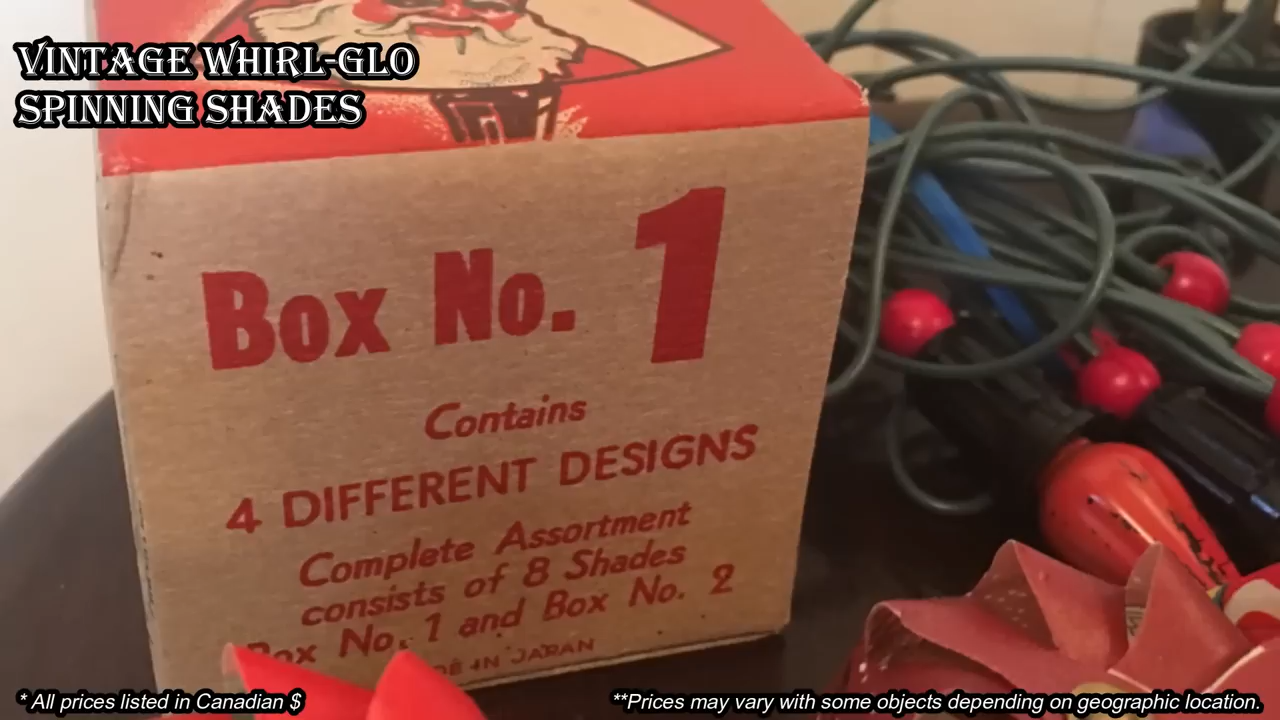 VINTAGE WHIRL-GLO
SPINNING SHADES
Box No. 1
Contains
4 DIFFERENT DESIGNS
Complete Assortment
consists of 8 Shades
Box No. 1 and Box No. 2
IN JAPAN
* All prices listed in Canadian $
**Prices may vary with some objects depending on geographic location.